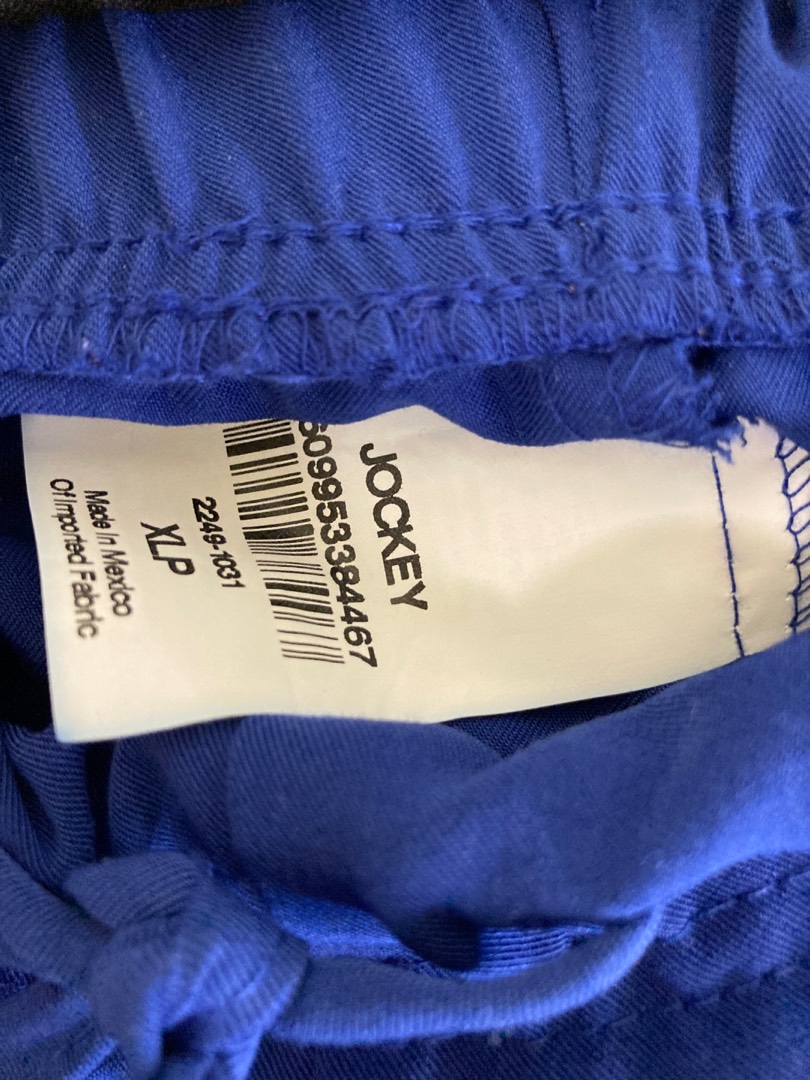 JOCKEY
609953384467
2249-1031
XLP
Made In Mexico
Of Imported Fabric